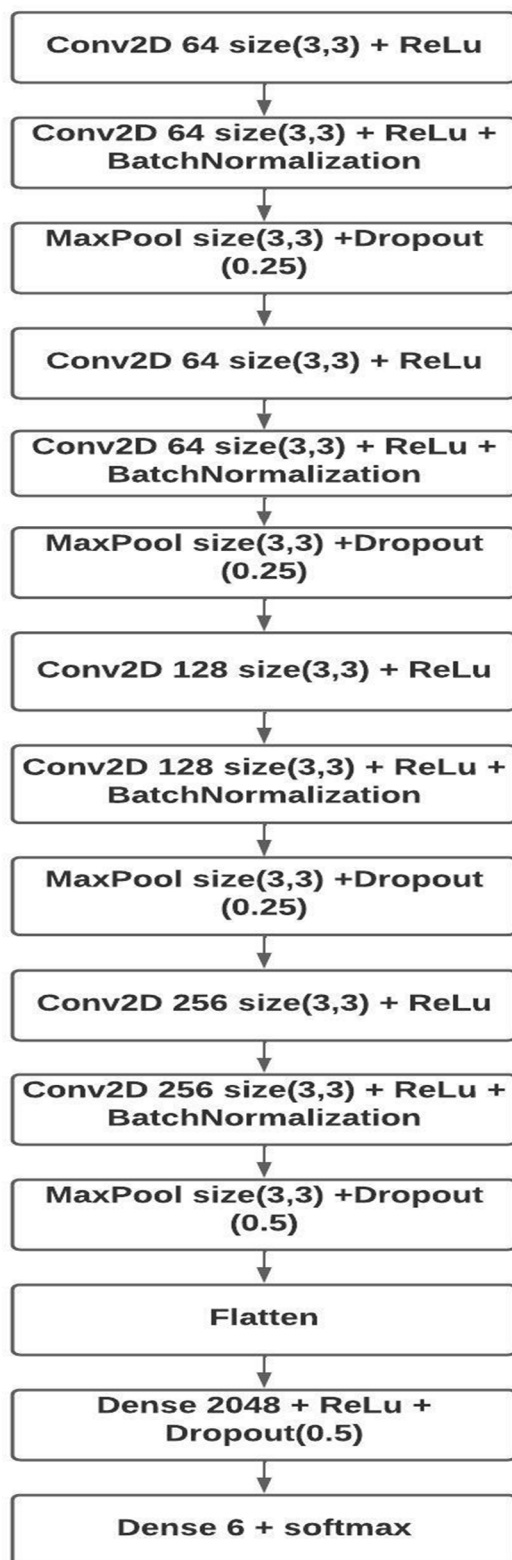 Conv2D 64 size(3,3) + ReLu
Conv2D 64 size(3,3) + ReLu +
BatchNormalization
MaxPool size(3,3) +Dropout
(0.25)
Conv2D 64 size(3,3) + ReLu
Conv2D 64 size(3,3) + ReLu +
BatchNormalization
MaxPool size(3,3) +Dropout
(0.25)
Conv2D 128 size(3,3) + ReLu
Conv2D 128 size(3,3) + ReLu +
BatchNormalization
MaxPool size(3,3) +Dropout
(0.25)
Conv2D 256 size(3,3) + ReLu
Conv2D 256 size(3,3) + ReLu +
BatchNormalization
MaxPool size(3,3) +Dropout
(0.5)
Flatten
Dense 2048 + ReLu +
Dropout(0.5)
Dense 6 + softmax